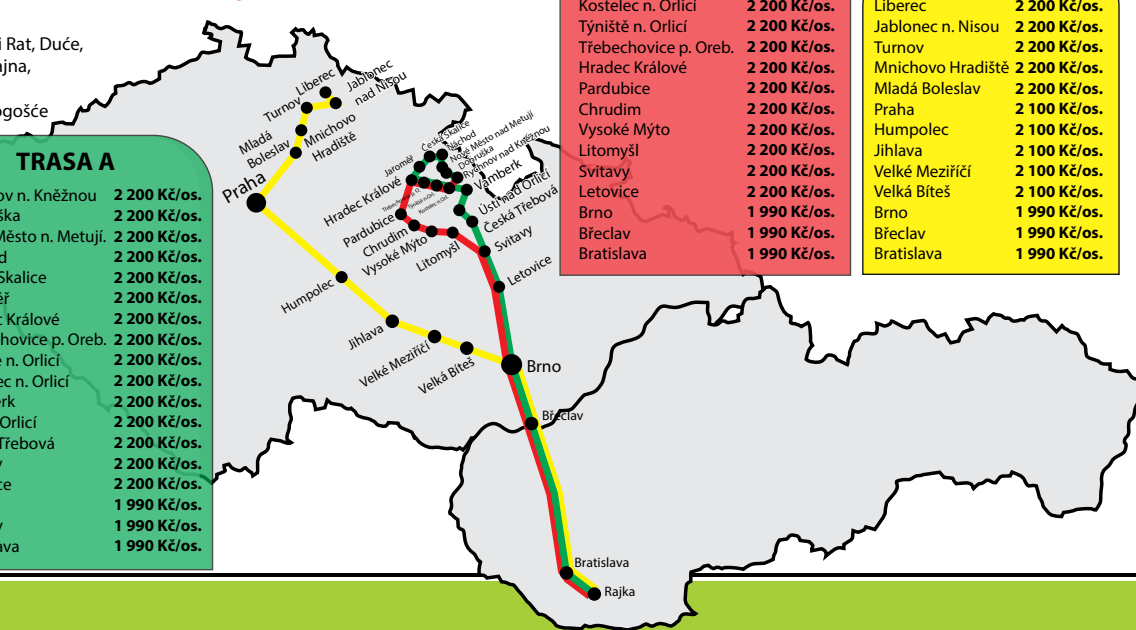 i Rat, Duće,
ajna,
ogošće
TRASA A
ov n. Kněžnou 2 200 Kč/os.
ška 2 200 Kč/os.
Město n. Metují. 2 200 Kč/os.
d 2 200 Kč/os.
Skalice 2 200 Kč/os.
ěř 2 200 Kč/os.
c Králové 2 200 Kč/os.
chovice p. Oreb. 2 200 Kč/os.
ě n. Orlicí 2 200 Kč/os.
ec n. Orlicí 2 200 Kč/os.
erk 2 200 Kč/os.
Orlicí 2 200 Kč/os.
Třebová 2 200 Kč/os.
y 2 200 Kč/os.
ce 2 200 Kč/os.
1 990 Kč/os.
v 1 990 Kč/os.
ava 1 990 Kč/os.
Kostelec n. Orlicí 2 200 Kč/os.
Týniště n. Orlicí 2 200 Kč/os.
Třebechovice p. Oreb. 2 200 Kč/os.
Hradec Králové 2 200 Kč/os.
Pardubice 2 200 Kč/os.
Chrudim 2 200 Kč/os.
Vysoké Mýto 2 200 Kč/os.
Litomyšl 2 200 Kč/os.
Svitavy 2 200 Kč/os.
Letovice 2 200 Kč/os.
Brno 1 990 Kč/os.
Břeclav 1 990 Kč/os.
Bratislava 1 990 Kč/os.
Liberec 2 200 Kč/os.
Jablonec n. Nisou 2 200 Kč/os.
Turnov 2 200 Kč/os.
Mnichovo Hradiště 2 200 Kč/os.
Mladá Boleslav 2 200 Kč/os.
Praha 2 100 Kč/os.
Humpolec 2 100 Kč/os.
Jihlava 2 100 Kč/os.
Velké Meziříčí 2 100 Kč/os.
Velká Bíteš 2 100 Kč/os.
Brno 1 990 Kč/os.
Břeclav 1 990 Kč/os.
Bratislava 1 990 Kč/os.
Liberec
Jablonec
nad Nisou
Turnov
Mnichovo
Hradiště
Mladá
Boleslav
Praha
Humpolec
Jihlava
Velké Meziříčí
Velká Bíteš
Brno
Břeclav
Bratislava
Rajka
Jaroměř
Česká Skalice
Náchod
Nové Město nad Metují
Dobruška
Rychnov nad Kněžnou
Vamberk
Ústí nad Orlicí
Česká Třebová
Svitavy
Letovice
Hradec Králové
Pardubice
Chrudim
Vysoké Mýto
Litomyšl
Kostelec n.Orl.